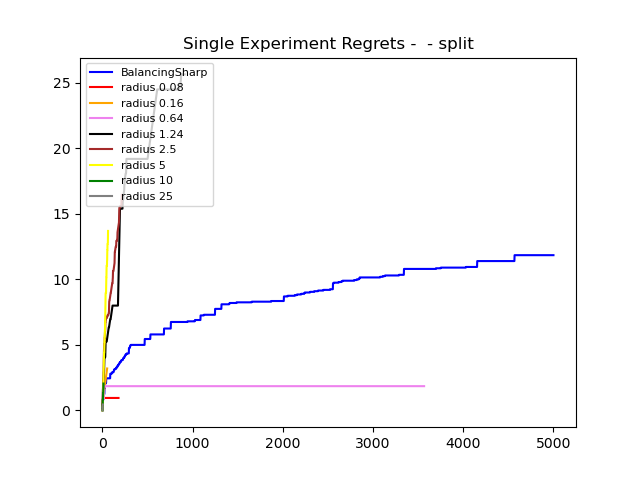 Single Experiment Regrets -  - split
25
20
15
10
5
0
BalancingSharp
radius 0.08
radius 0.16
radius 0.64
radius 1.24
radius 2.5
radius 5
radius 10
radius 25
0 1000 2000 3000 4000 5000